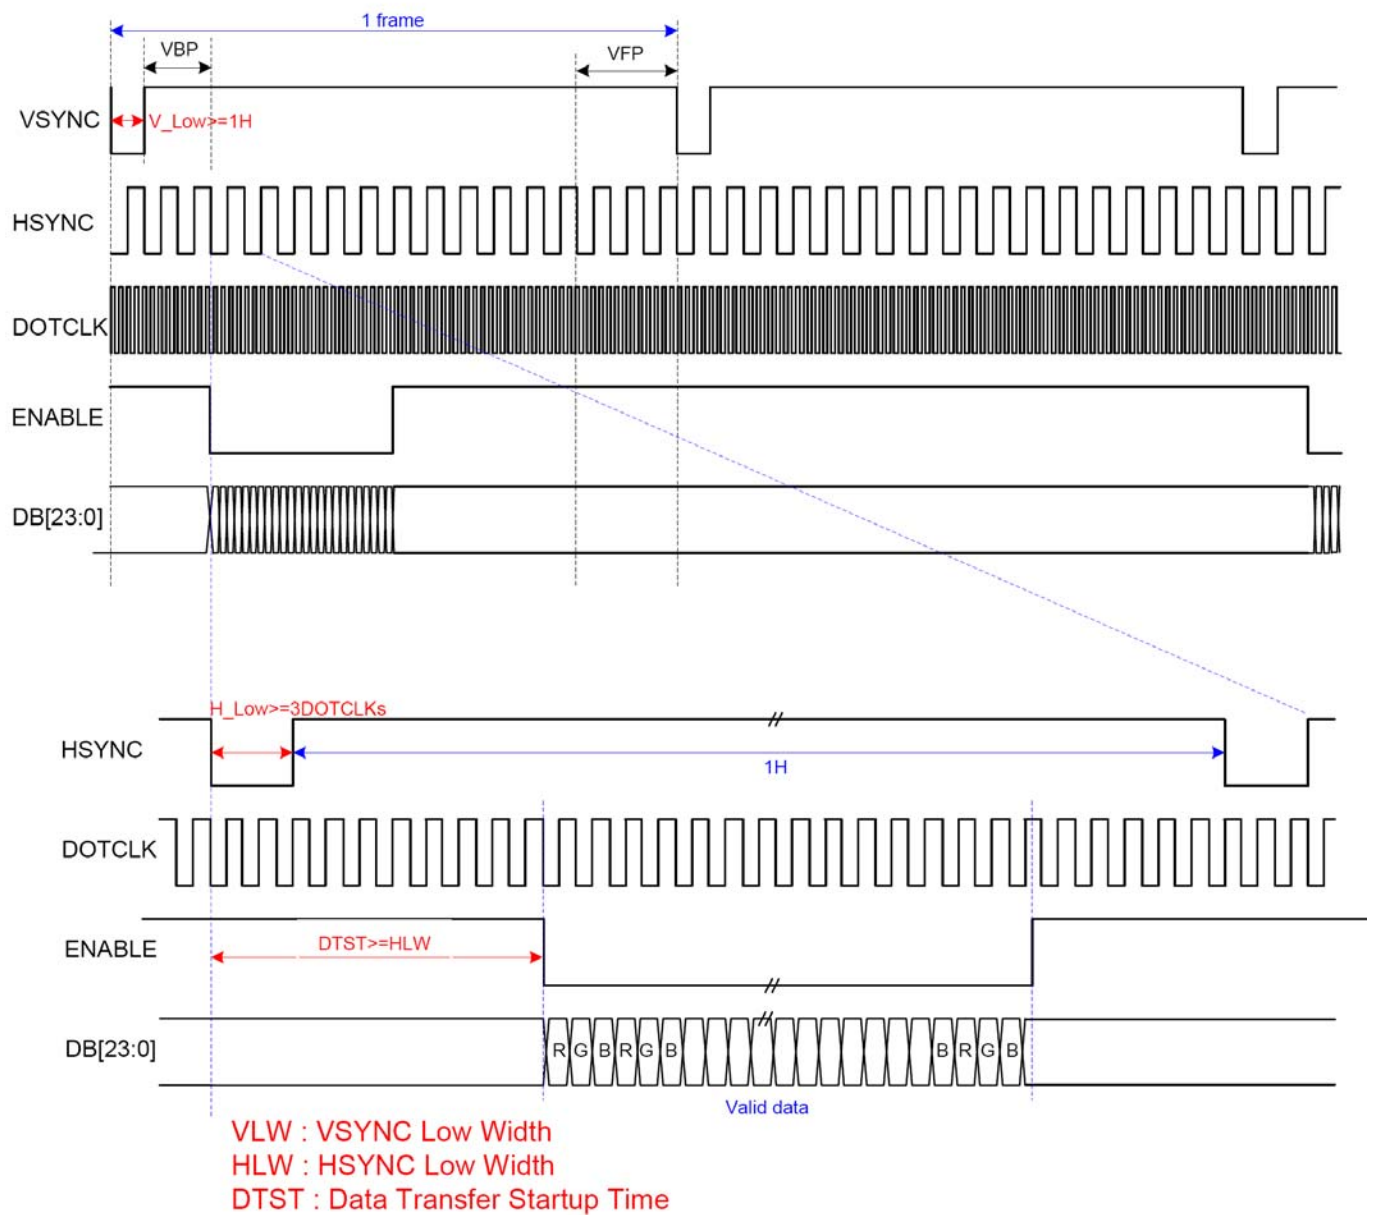 1 frame
VBP
VFP
VSYNC
V_Low>=1H
HSYNC
DOTCLK
ENABLE
DB[23:0]
H_Low>=3DOTCLKs
HSYNC
1H
DOTCLK
ENABLE
DTST>=HLW
DB[23:0]
R G B R G B B R G B
Valid data
VLW : VSYNC Low Width
HLW : HSYNC Low Width
DTST : Data Transfer Startup Time